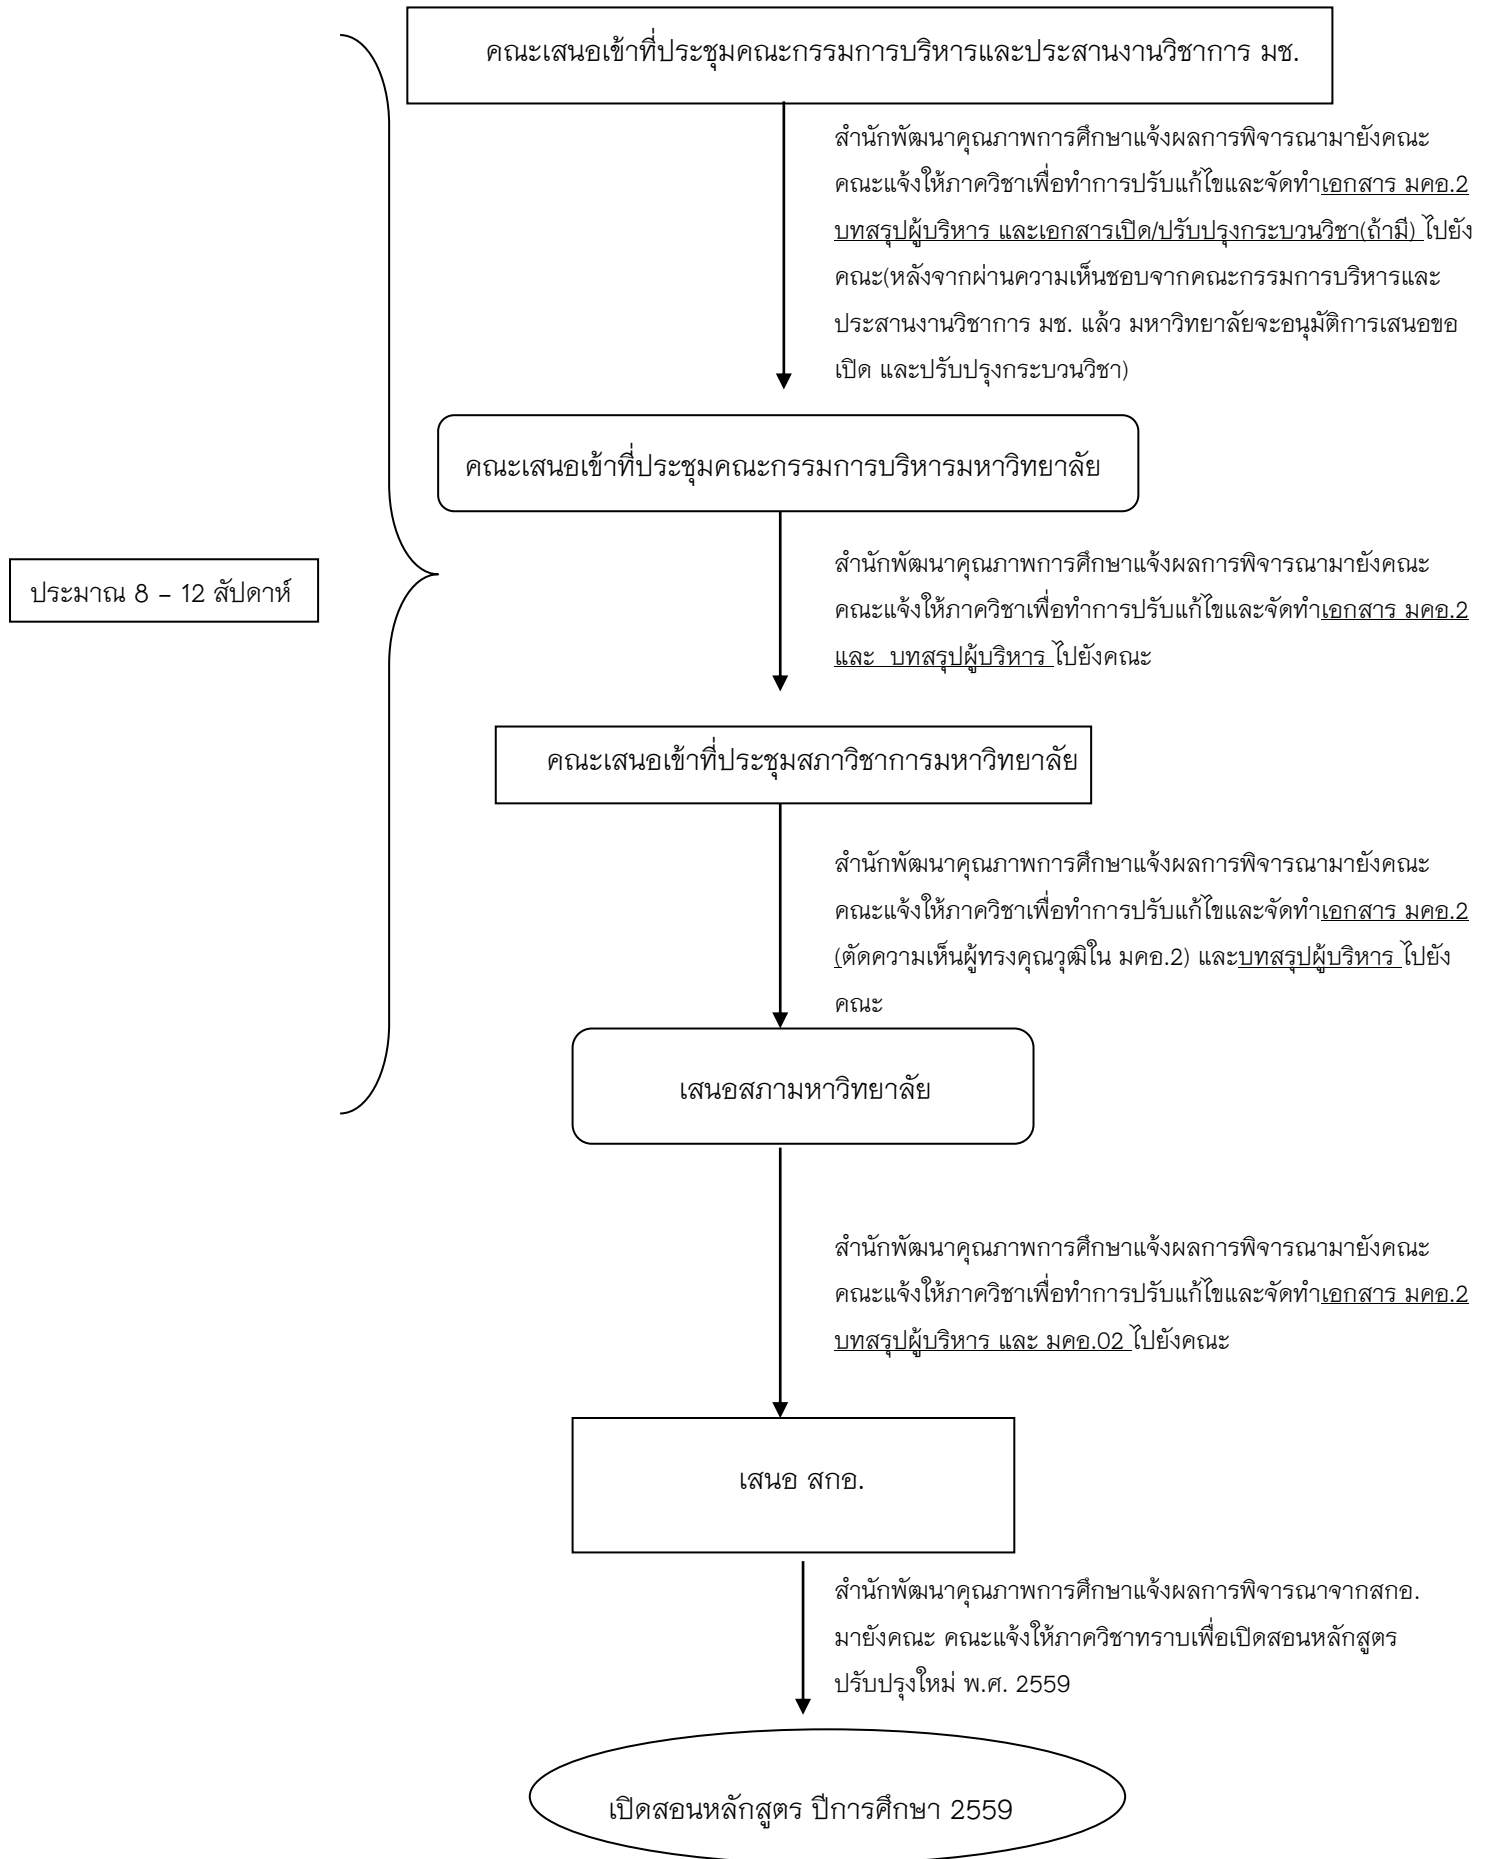 คณะเสนอเข้าที่ประชุมคณะกรรมการบริหารและประสานงานวิชาการ มช.
สำนักพัฒนาคุณภาพการศึกษาแจ้งผลการพิจารณามายังคณะ
คณะแจ้งให้ภาควิชาเพื่อทำการปรับแก้ไขและจัดทำเอกสาร มคอ.2
บทสรุปผู้บริหาร และเอกสารเปิด/ปรับปรุงกระบวนวิชา(ถ้ามี) ไปยัง
คณะ(หลังจากผ่านความเห็นชอบจากคณะกรรมการบริหารและ
ประสานงานวิชาการ มช. แล้ว มหาวิทยาลัยจะอนุมัติการเสนอขอ
เปิด และปรับปรุงกระบวนวิชา)
คณะเสนอเข้าที่ประชุมคณะกรรมการบริหารมหาวิทยาลัย
ประมาณ 8 – 12 สัปดาห์
สำนักพัฒนาคุณภาพการศึกษาแจ้งผลการพิจารณามายังคณะ
คณะแจ้งให้ภาควิชาเพื่อทำการปรับแก้ไขและจัดทำเอกสาร มคอ.2
และ บทสรุปผู้บริหาร ไปยังคณะ
คณะเสนอเข้าที่ประชุมสภาวิชาการมหาวิทยาลัย
สำนักพัฒนาคุณภาพการศึกษาแจ้งผลการพิจารณามายังคณะ
คณะแจ้งให้ภาควิชาเพื่อทำการปรับแก้ไขและจัดทำเอกสาร มคอ.2
(ตัดความเห็นผู้ทรงคุณวุฒิใน มคอ.2) และบทสรุปผู้บริหาร ไปยัง
คณะ
เสนอสภามหาวิทยาลัย
สำนักพัฒนาคุณภาพการศึกษาแจ้งผลการพิจารณามายังคณะ
คณะแจ้งให้ภาควิชาเพื่อทำการปรับแก้ไขและจัดทำเอกสาร มคอ.2
บทสรุปผู้บริหาร และ มคอ.02 ไปยังคณะ
เสนอ สกอ.
สำนักพัฒนาคุณภาพการศึกษาแจ้งผลการพิจารณาจากสกอ.
มายังคณะ คณะแจ้งให้ภาควิชาทราบเพื่อเปิดสอนหลักสูตร
ปรับปรุงใหม่ พ.ศ. 2559
เปิดสอนหลักสูตร ปีการศึกษา 2559